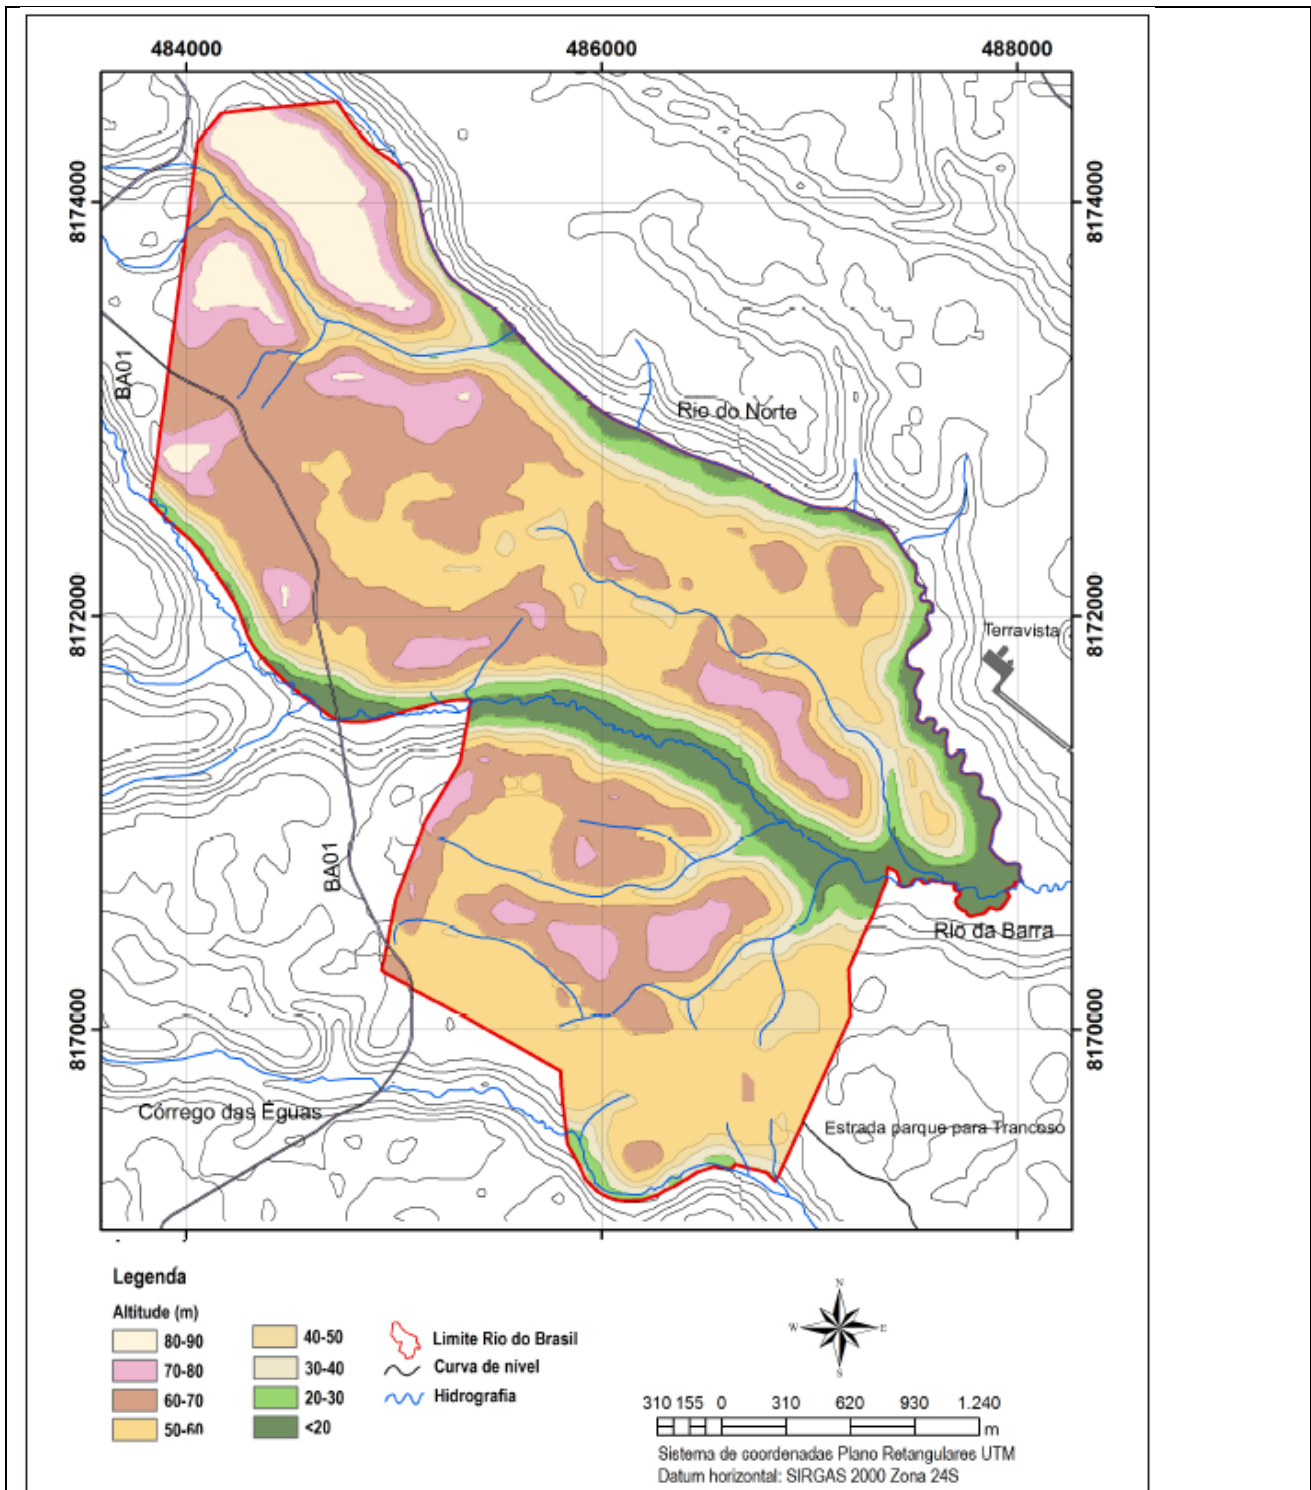 484000 486000 488000
8174000 8174000
BA01
Rio do Norte
8172000 8172000
Terravista
BA01
Rio da Barra
8170000 8170000
Córrego das Éguas
Estrada parque para Trancoso
Legenda
Altitude (m)
80-90
70-80
60-70
50-60
40-50
30-40
20-30
<20
Limite Rio do Brasil
Curva de nível
Hidrografia
N
W E
S
310 155 0 310 620 930 1.240
m
Sistema de coordenadas Plano Retangulares UTM
Datum horizontal: SIRGAS 2000 Zona 24S